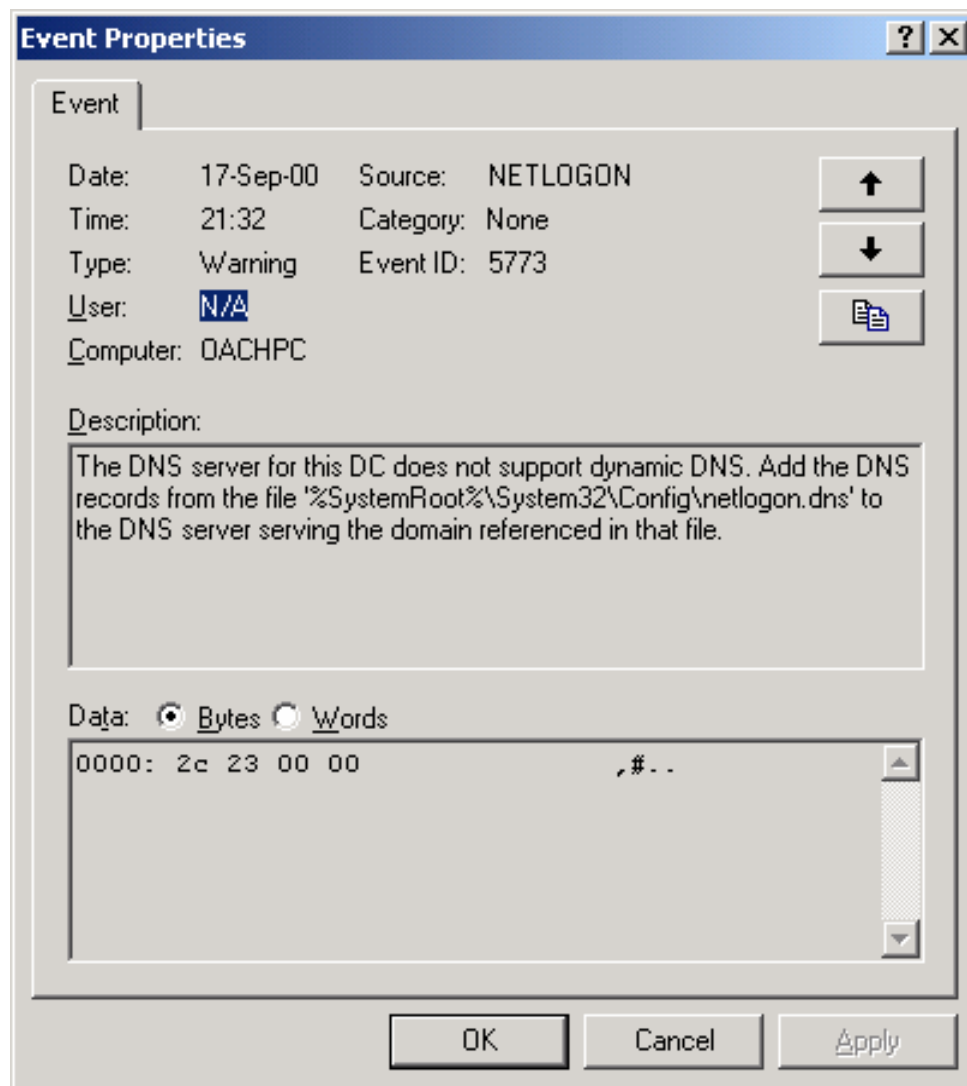 Event Properties
Event
Date: 17-Sep-00 Source: NETLOGON
Time: 21:32 Category: None
Type: Warning Event ID: 5773
User: N/A
Computer: OACHPC
Description:
The DNS server for this DC does not support dynamic DNS. Add the DNS
records from the file '%SystemRoot%\System32\Config\netlogon.dns' to
the DNS server serving the domain referenced in that file.
Data: Bytes Words
0000: 2c 23 00 00 ,#..
OK Cancel Apply